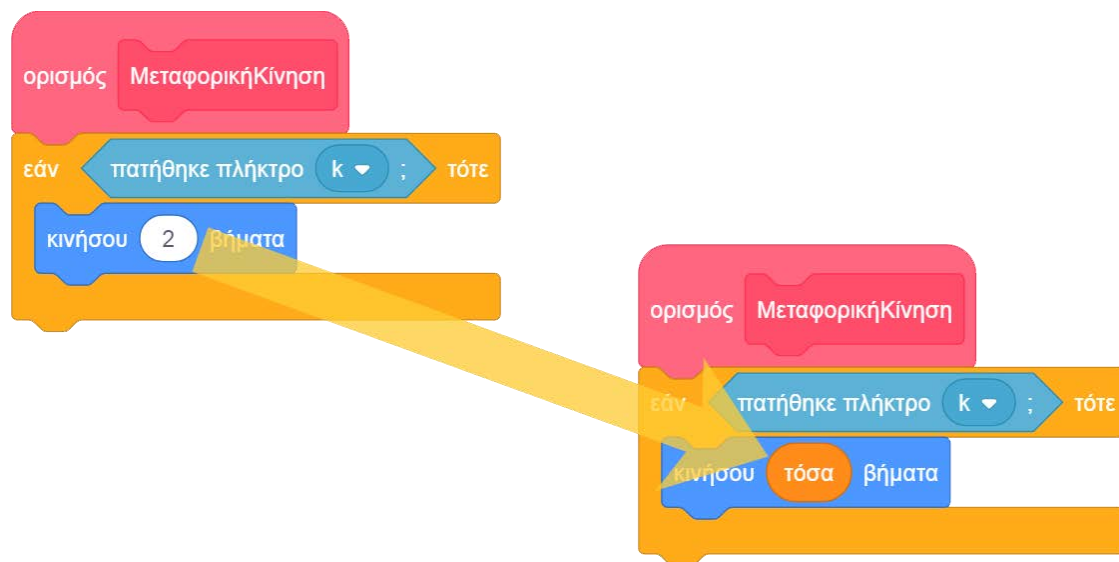 ορισμός ΜεταφορικήΚίνηση
εάν πατήθηκε πλήκτρο k ; τότε
κινήσου 2 βήματα
ορισμός ΜεταφορικήΚίνηση
εάν πατήθηκε πλήκτρο k ; τότε
κινήσου τόσα βήματα